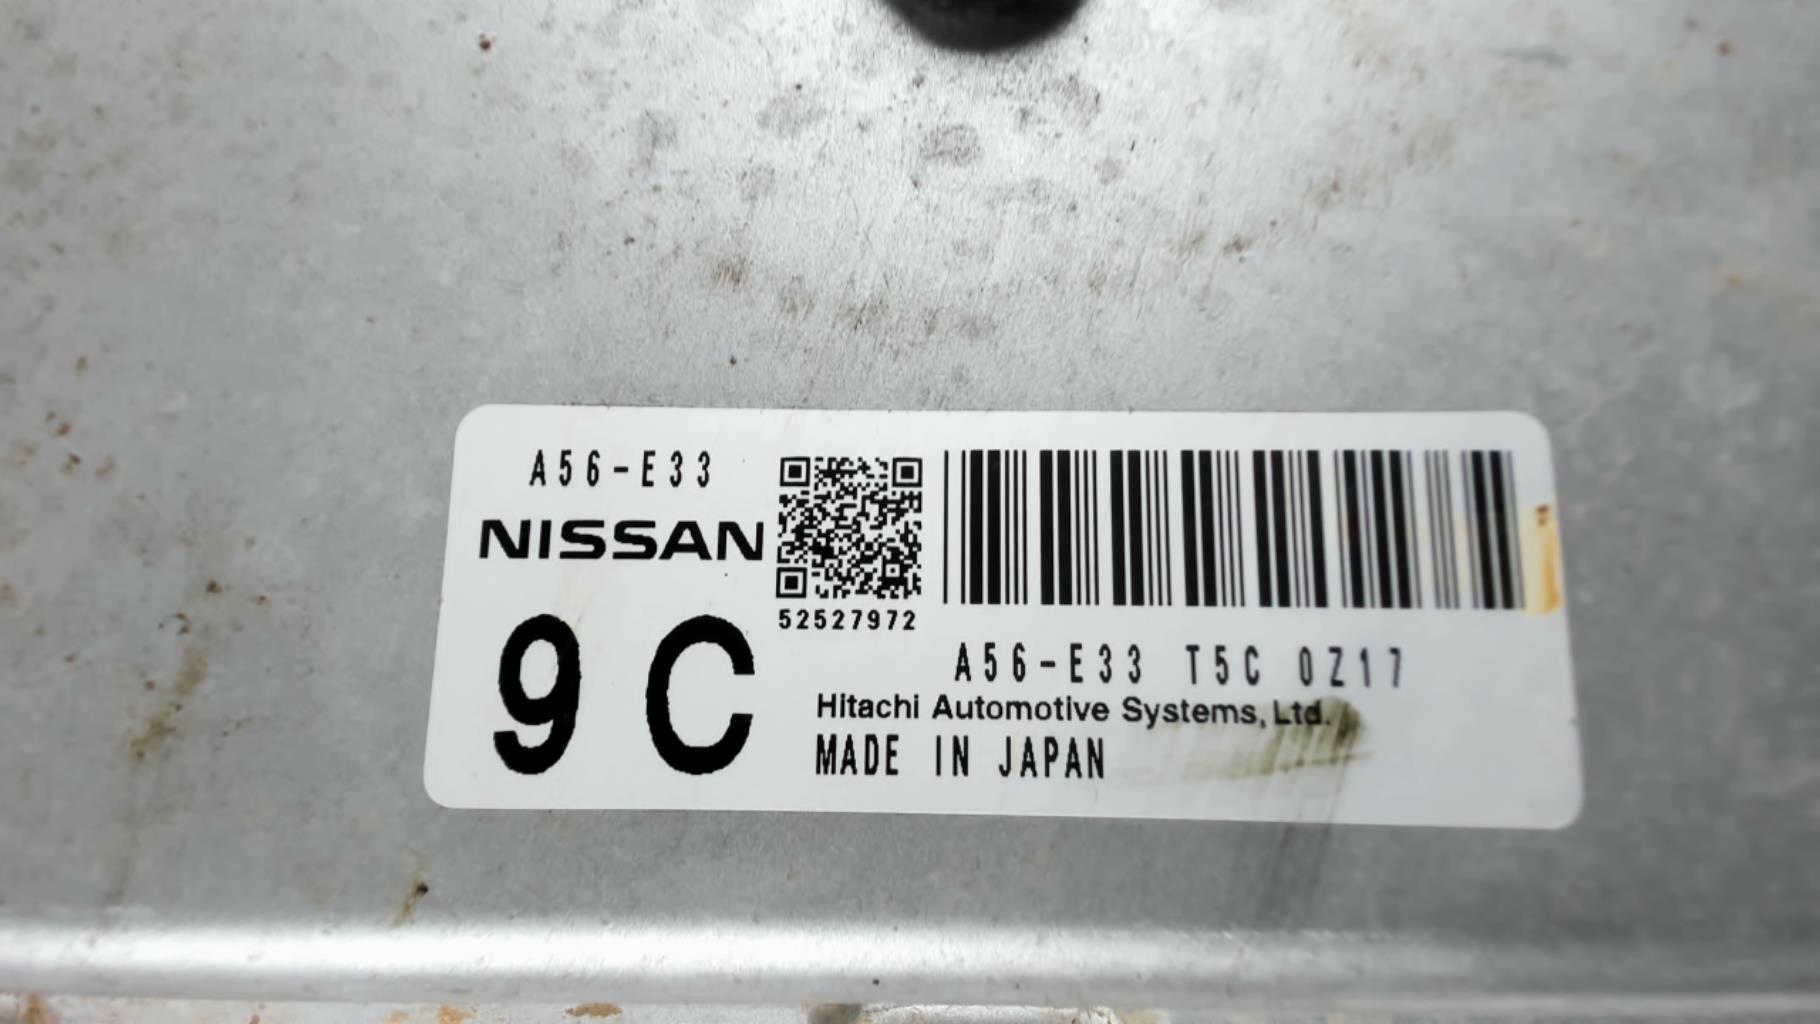 A56-E33
NISSAN
9C
52527972
A56-E33 T5C 0Z17
Hitachi Automotive Systems, Ltd.
MADE IN JAPAN